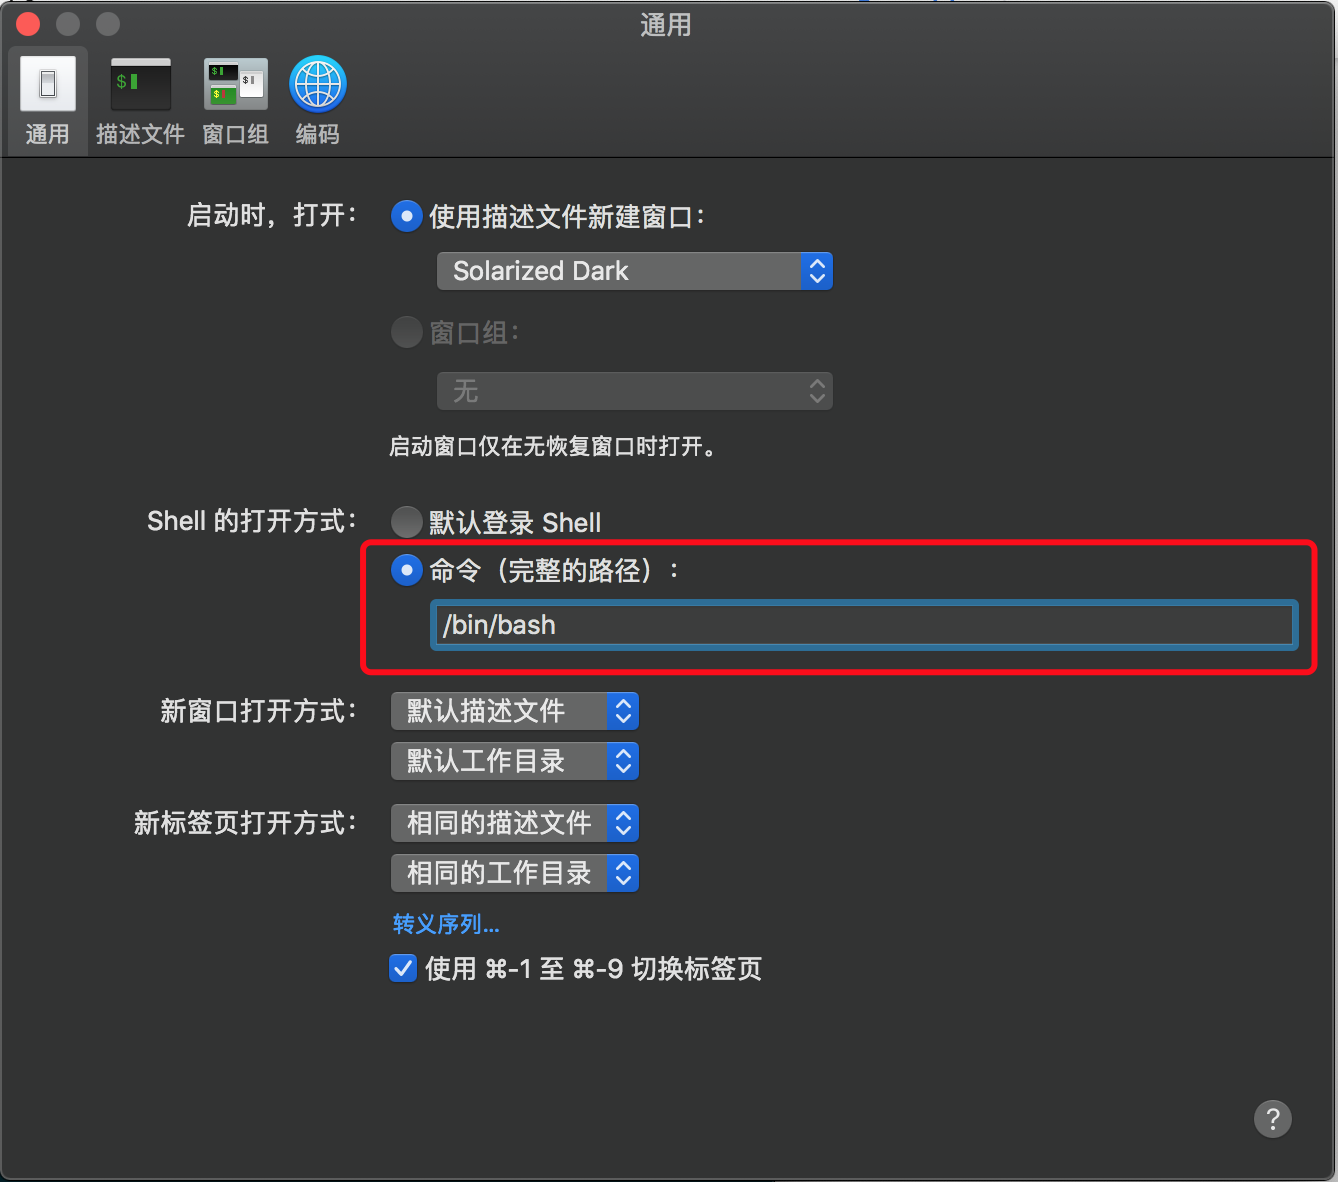 通用
通用 描述文件 窗口组 编码
启动时，打开： 使用描述文件新建窗口：
Solarized Dark
窗口组：
无
启动窗口仅在无恢复窗口时打开。
Shell 的打开方式： 默认登录 Shell
命令（完整的路径）：
/bin/bash
新窗口打开方式： 默认描述文件
默认工作目录
新标签页打开方式： 相同的描述文件
相同的工作目录
转义序列...
使用 ⌘-1 至 ⌘-9 切换标签页
?